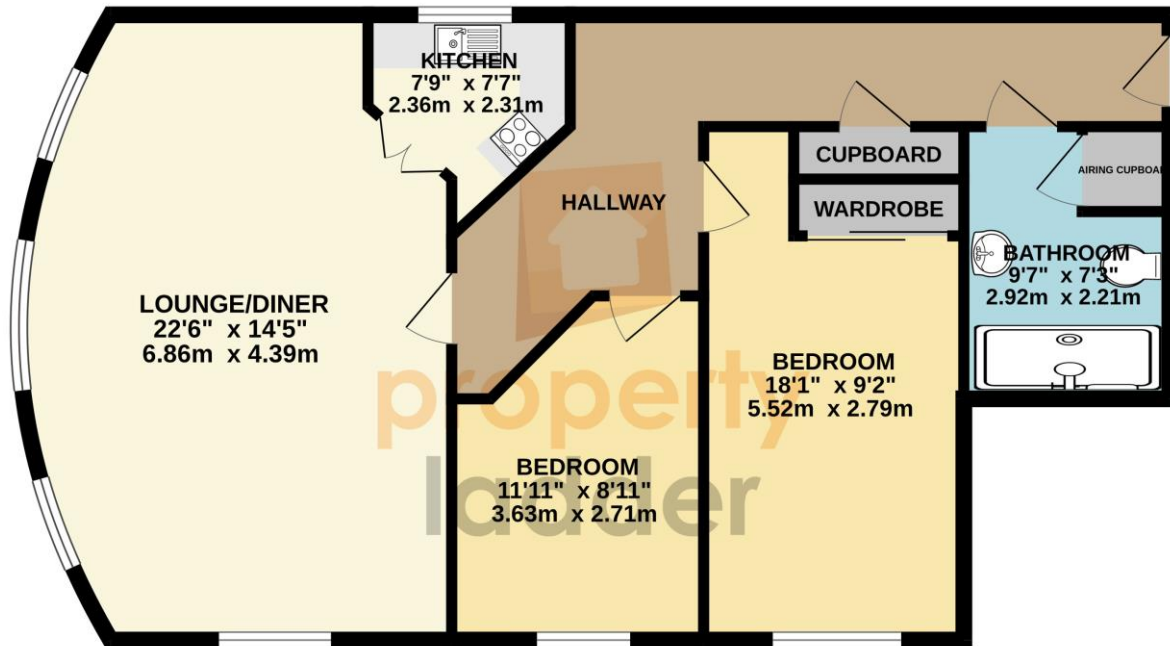 KITCHEN
7'9" x 7'7"
2.36m x 2.31m
CUPBOARD
AIRING CUPBOA
HALLWAY
WARDROBE
BATHROOM
9'7" x 7'3"
2.92m x 2.21m
LOUNGE/DINER
22'6" x 14'5"
6.86m x 4.39m
BEDROOM
18'1" x 9'2"
5.52m x 2.79m
property
ladder
BEDROOM
11'11" x 8'11"
3.63m x 2.71m